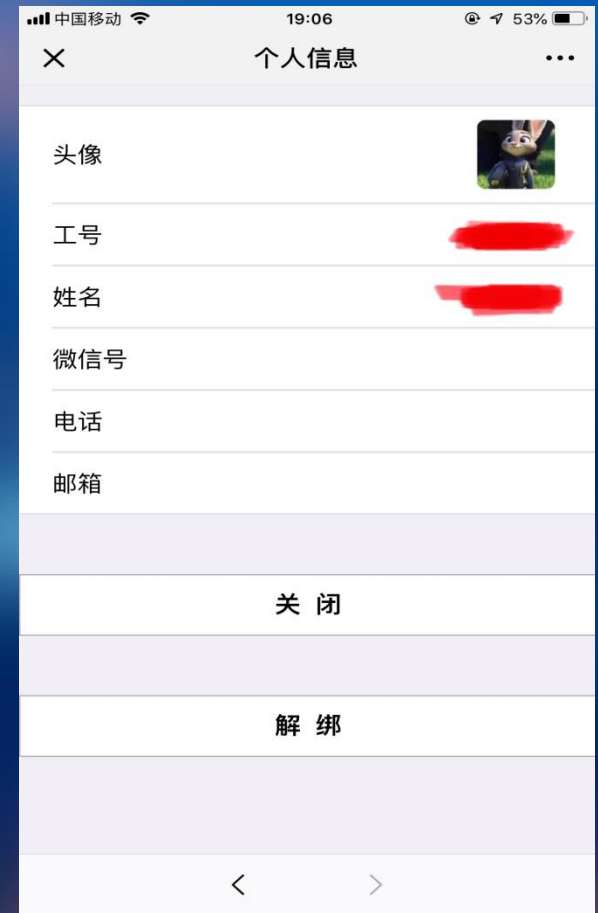 中国移动 19:06 53%
个人信息
头像
工号
姓名
微信号
电话
邮箱
关 闭
解 绑